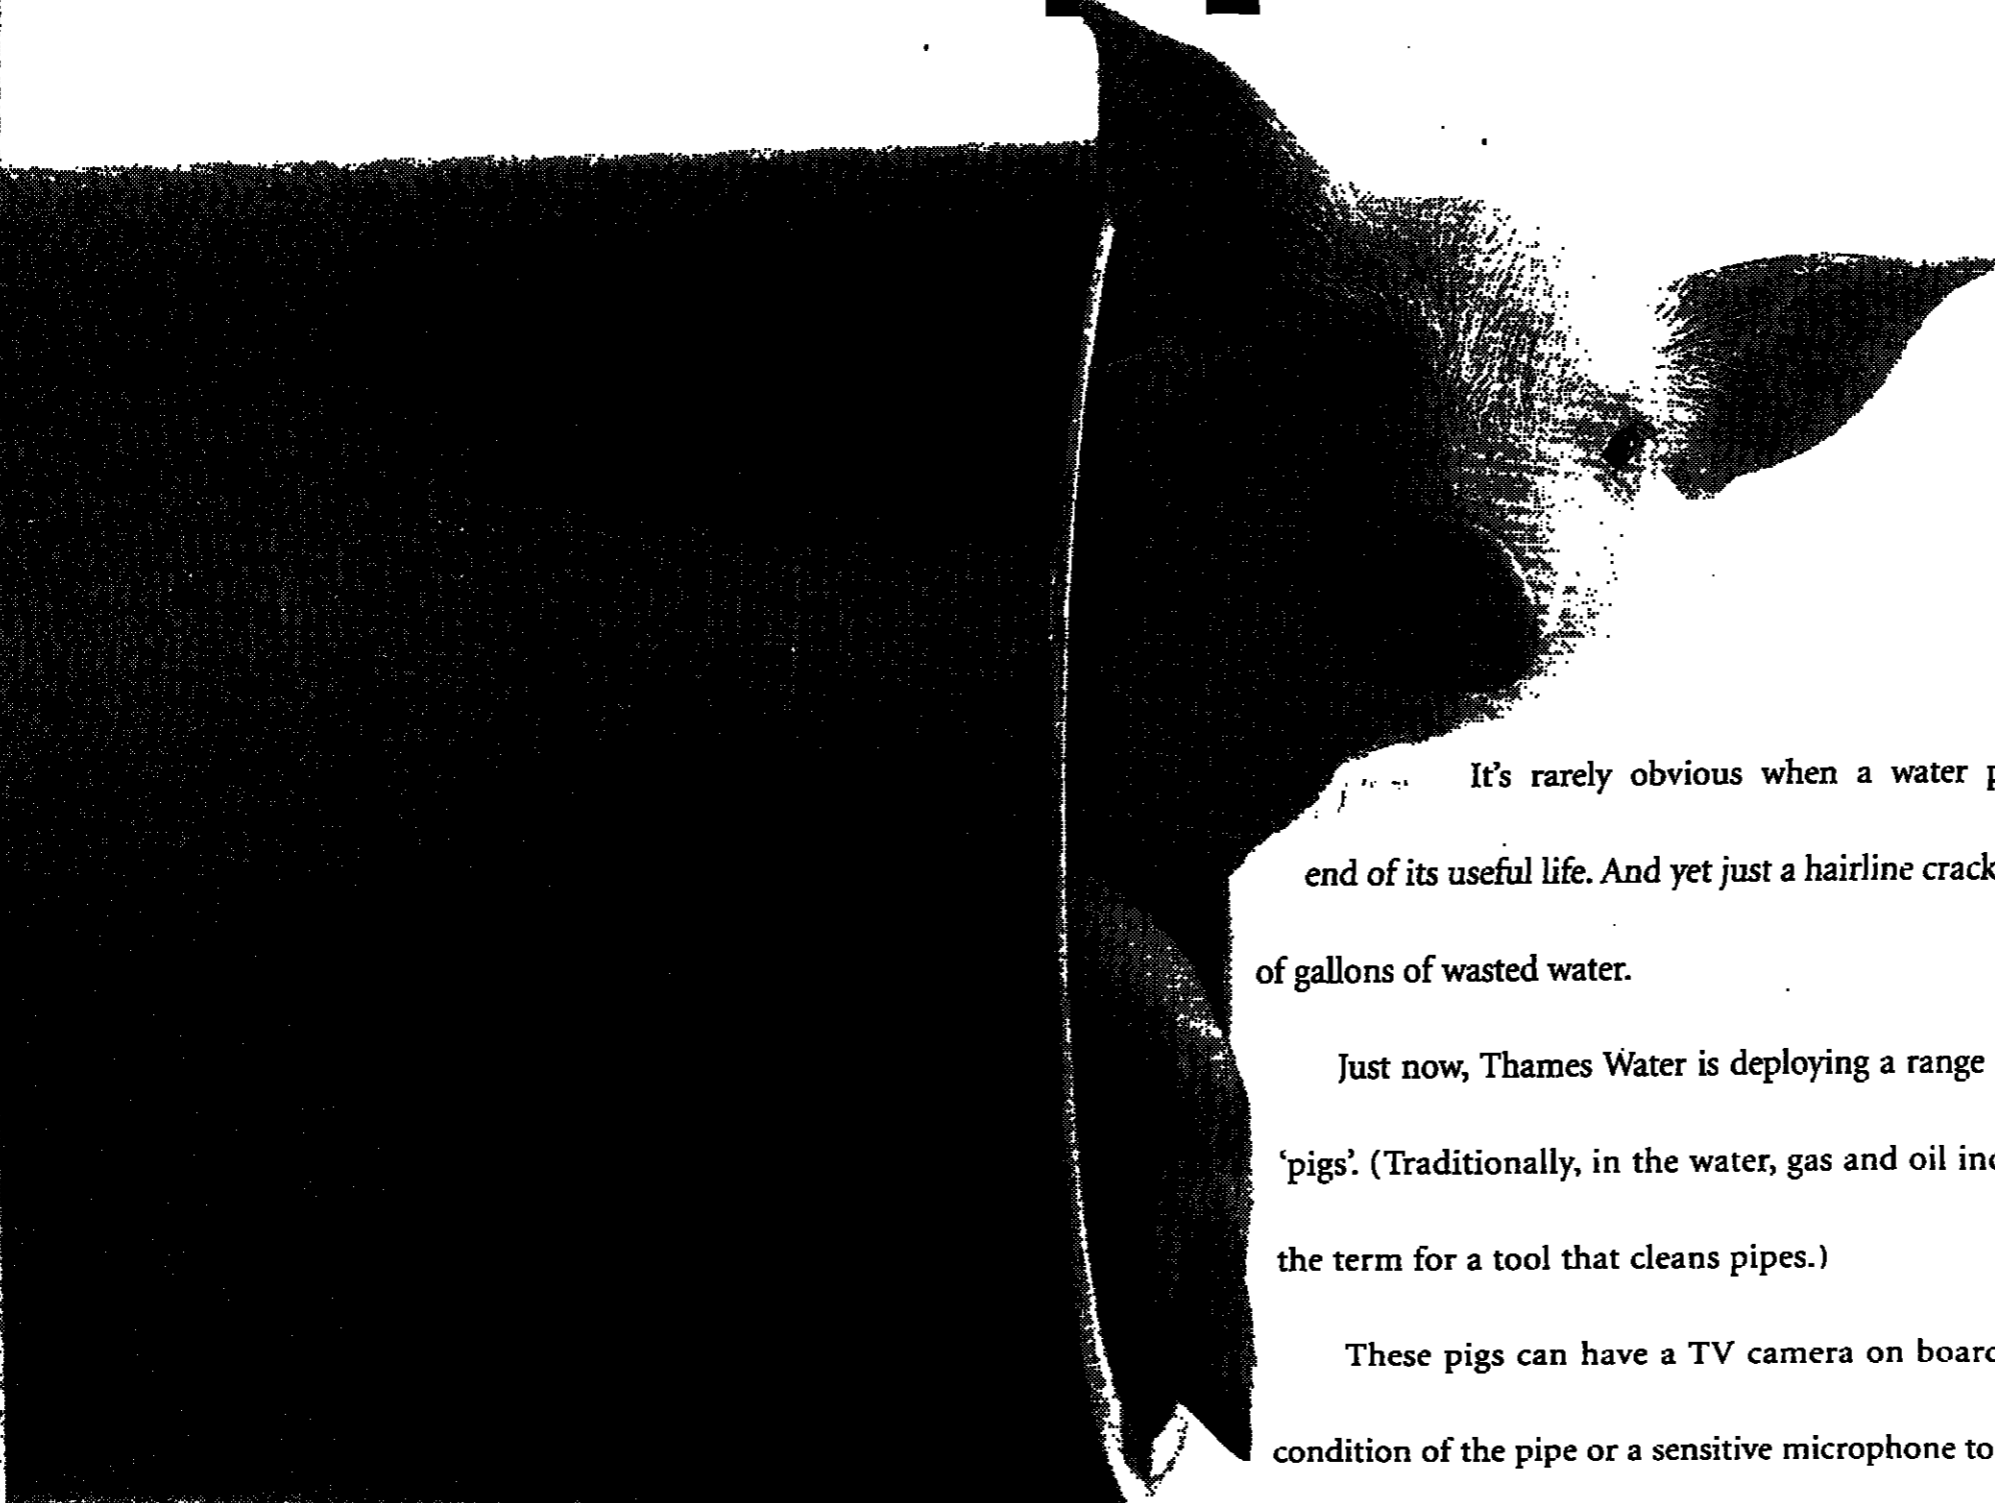 It's rarely obvious when a water
end of its useful life. And yet just a hairline crack
of gallons of wasted water.
Just now, Thames Water is deploying a range
'pigs'. (Traditionally, in the water, gas and oil
the term for a tool that cleans pipes.)
These pigs can have a TV camera on
condition of the pipe or a sensitive microphone to